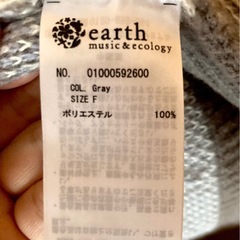 earth
music&ecology
NO. 01000592600
COL. Gray
SIZE F
ポリエステル 100%